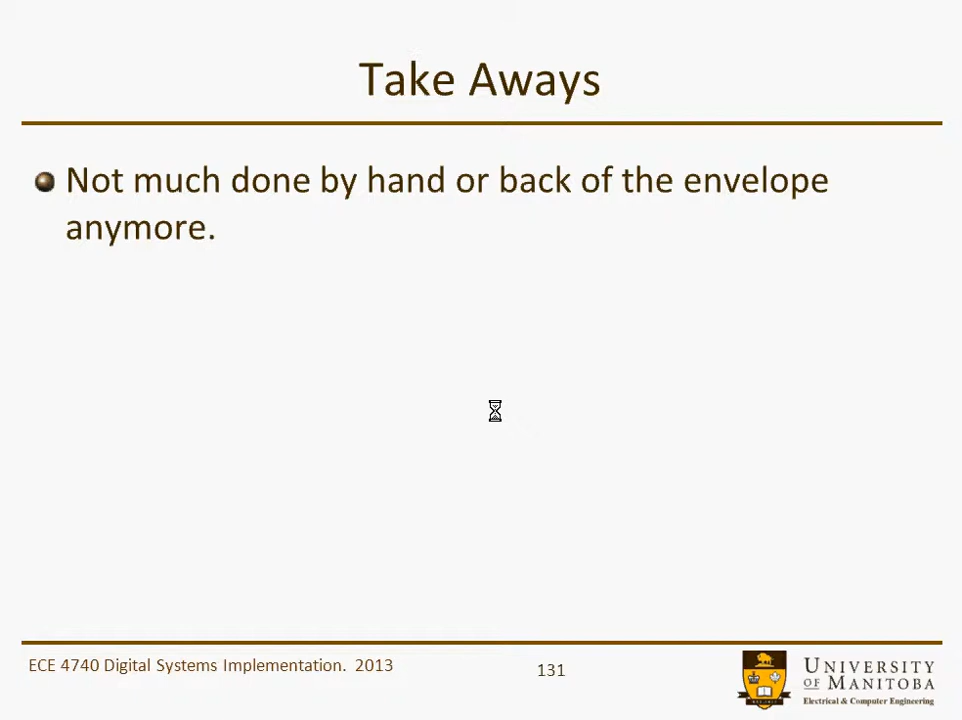 Take Aways
Not much done by hand or back of the envelope
anymore.
ECE 4740 Digital Systems Implementation. 2013
131
UNIVERSITY
OF MANITOBA
Electrical & Computer Engineering